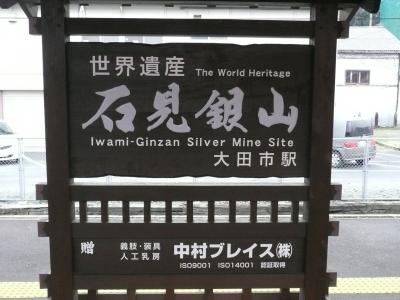 世界遺産 The World Heritage
石見銀山
Iwami-Ginzan Silver Mine Site
大田市駅
贈 義肢・装具 中村ブレイス㈱
人工乳房 ISO9001 ISO14001 認証取得